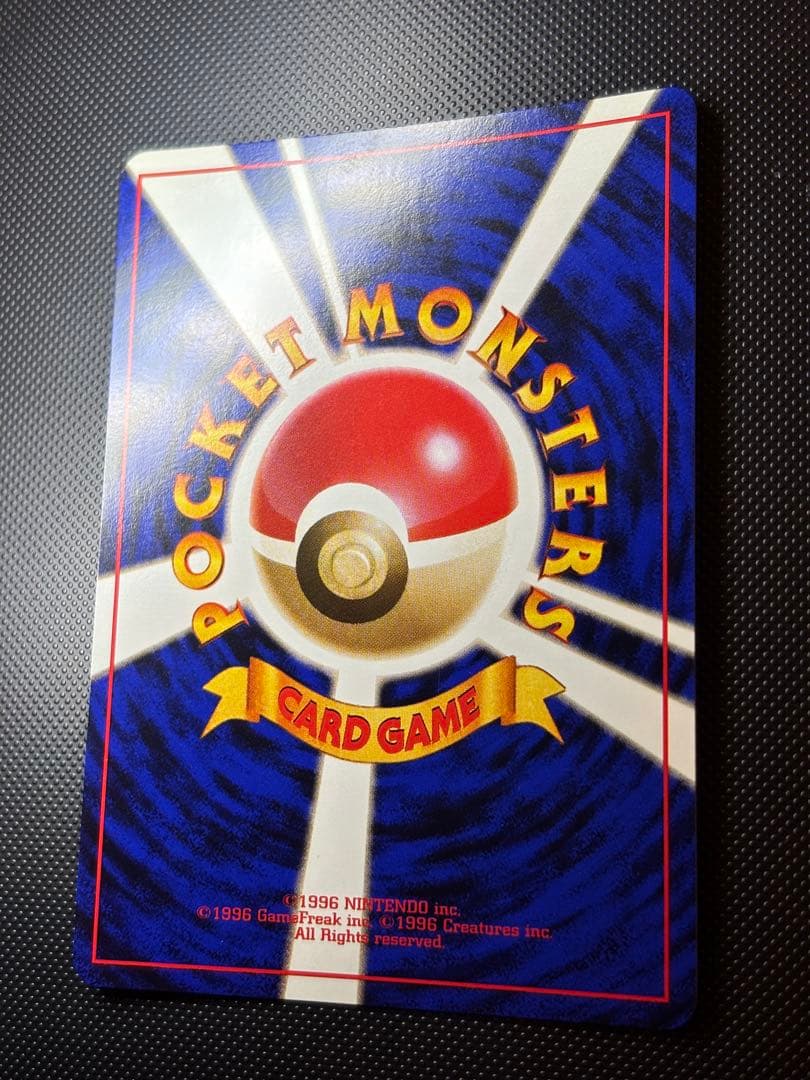 POCKET MONSTERS
CARD GAME
©1996 NINTENDO inc.
©1996 GameFreak inc. ©1996 Creatures inc.
All Rights reserved.